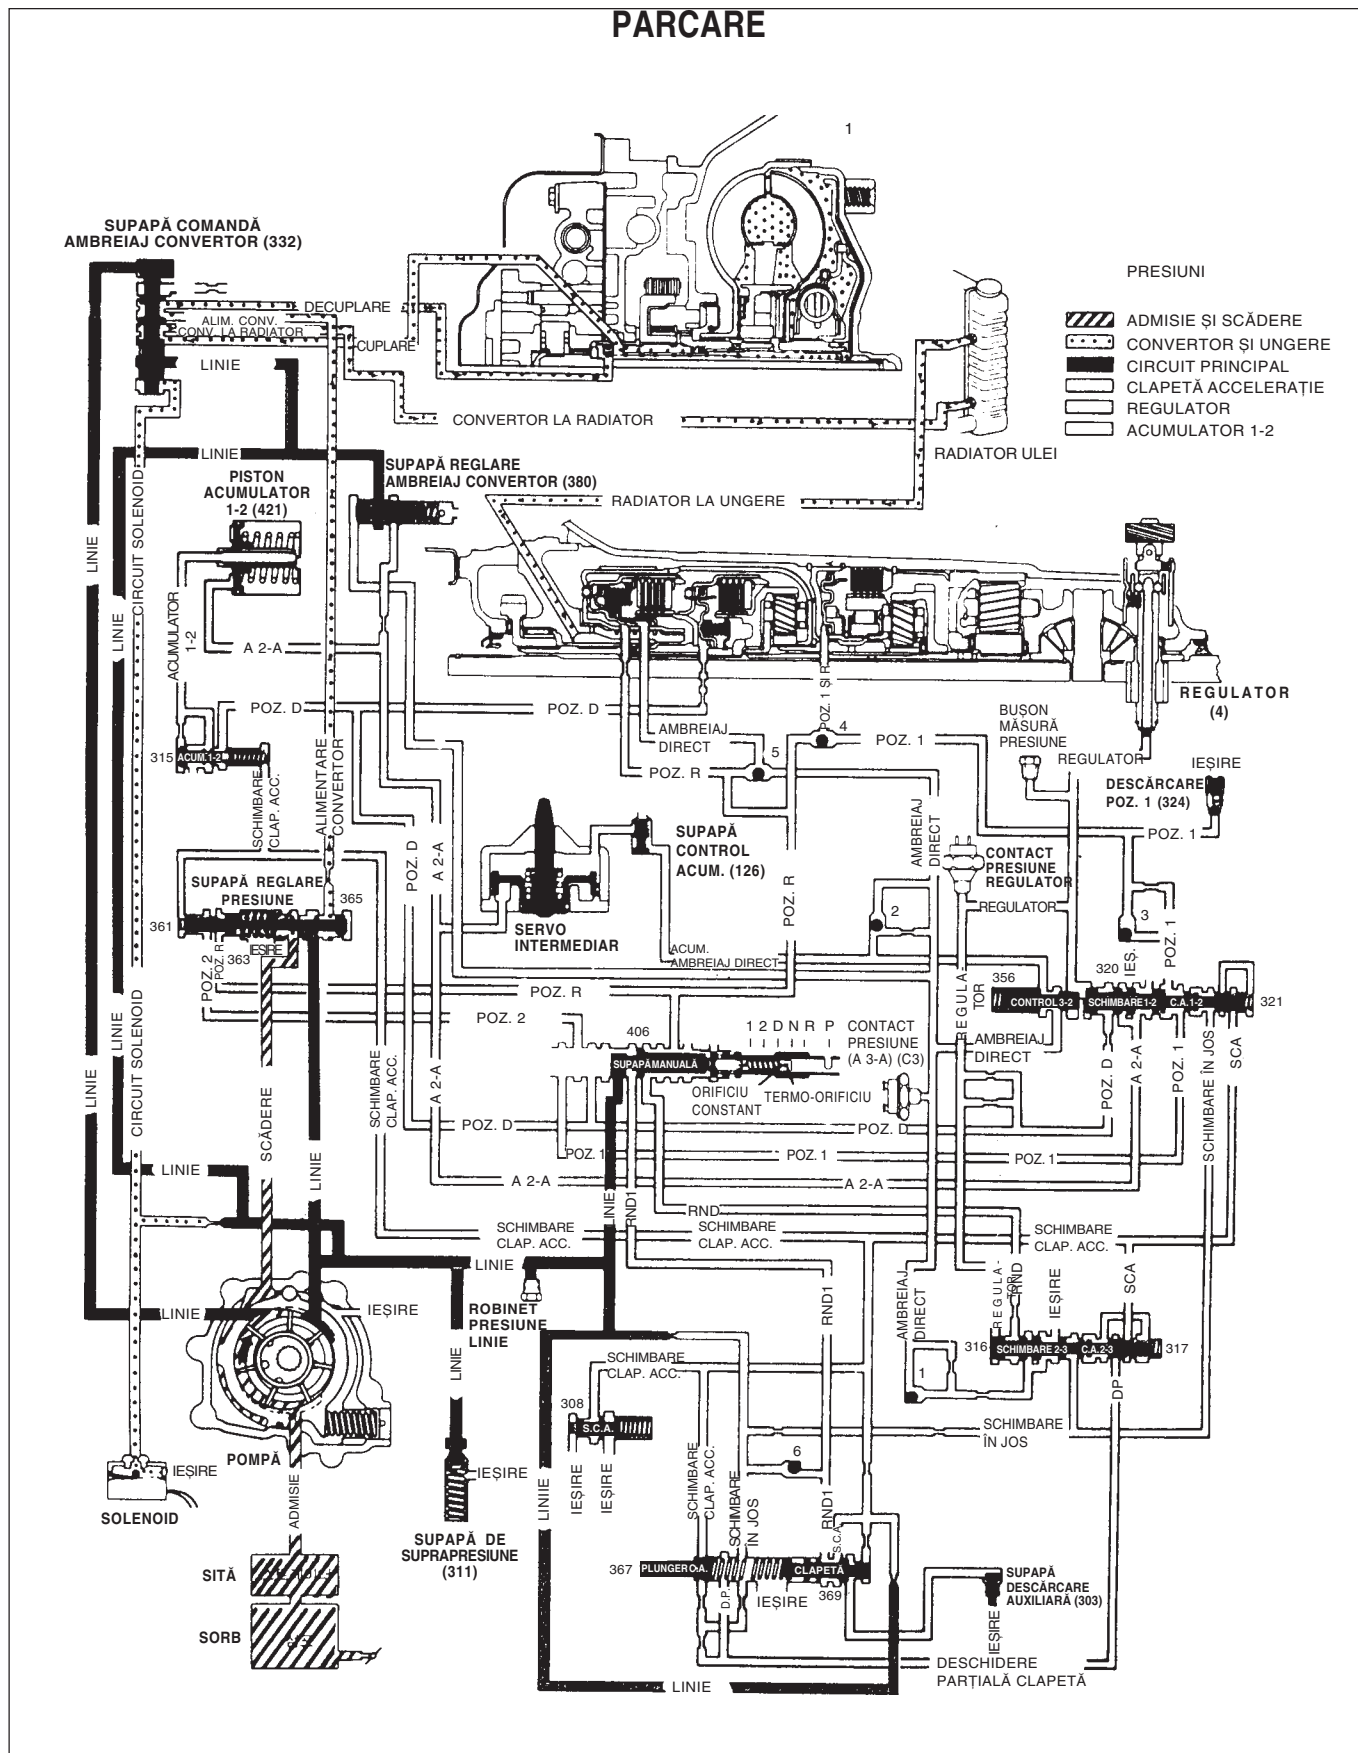 PARCARE
1
SUPAPĂ COMANDĂ
AMBREIAJ CONVERTOR (332)
PRESIUNI
ADMISIE ȘI SCĂDERE
CONVERTOR ȘI UNGERE
CIRCUIT PRINCIPAL
CLAPETĂ ACCELERAȚIE
REGULATOR
ACUMULATOR 1-2
DECUPLARE
ALIM. CONV.
CONV. LA RADIATOR
CUPLARE
LINIE
CONVERTOR LA RADIATOR
RADIATOR ULEI
LINIE
SUPAPĂ REGLARE
AMBREIAJ CONVERTOR (380)
PISTON
ACUMULATOR
1-2 (421)
RADIATOR LA UNGERE
LINIE
LINIE
CIRCUIT SOLENOID
ACUMULATOR
1-2
A 2-A
POZ. D
POZ. D
POZ. 1 ȘI R
REGULATOR
(4)
BUȘON
MĂSURĂ
PRESIUNE
REGULATOR
IEȘIRE
DESCĂRCARE
POZ. 1 (324)
POZ. 1
AMBREIAJ
DIRECT
POZ. R
5
4
POZ. 1
315
ACUM. 1-2
SCHIMBARE
CLAP. ACC.
ALIMENTARE
CONVERTOR
POZ. D
A 2-A
SUPAPĂ
CONTROL
ACUM. (126)
AMBREIAJ
DIRECT
CONTACT
PRESIUNE
REGULATOR
REGULATOR
SUPAPĂ REGLARE
PRESIUNE
365
361
363
IEȘIRE
POZ. 2
POZ. R
SERVO
INTERMEDIAR
POZ. R
2
3
ACUM.
AMBREIAJ DIRECT
IEȘ.
POZ. 1
POZ. R
POZ. 2
REGULA-
TOR
356
320
321
CONTROL 3-2
SCHIMBARE 1-2
C.A. 1-2
406
1 2 D N R P
SUPAPĂ MANUALĂ
CONTACT
PRESIUNE
(A 3-A) (C3)
ORIFICIU
CONSTANT
TERMO-ORIFICIU
AMBREIAJ
DIRECT
POZ. D
A 2-A
POZ. 1
SCHIMBARE ÎN JOS
SCA
LINIE
LINIE
CIRCUIT SOLENOID
SCĂDERE
LINIE
SCHIMBARE
CLAP. ACC.
A 2-A
POZ. D
POZ. D
POZ. 1
POZ. 1
POZ. 1
A 2-A
A 2-A
LINIE
LINIE
RND1
RND
SCHIMBARE
CLAP. ACC.
SCHIMBARE
CLAP. ACC.
SCHIMBARE
CLAP. ACC.
LINIE
LINIE
IEȘIRE
ROBINET
PRESIUNE
LINIE
LINIE
RND1
AMBREIAJ
DIRECT
REGULA-
TOR
RND
IEȘIRE
SCA
316
SCHIMBARE 2-3
C.A. 2-3
317
SCHIMBARE
CLAP. ACC.
1
DP
308
S.C.A.
IEȘIRE
IEȘIRE
SCHIMBARE
ÎN JOS
6
POMPĂ
IEȘIRE
SOLENOID
ADMISIE
IEȘIRE
SUPAPĂ DE
SUPRAPRESIUNE
(311)
LINIIE
SCHIMBARE
CLAP. ACC.
SCHIMBARE
ÎN JOS
RND1
S.C.A.
SITĂ
SORB
367
PLUNGER C.A.
CLAPETĂ
369
D.P.
IEȘIRE
SUPAPĂ
DESCĂRCARE
AUXILIARĂ (303)
IEȘIRE
DESCHIDERE
PARȚIALĂ CLAPETĂ
LINIE